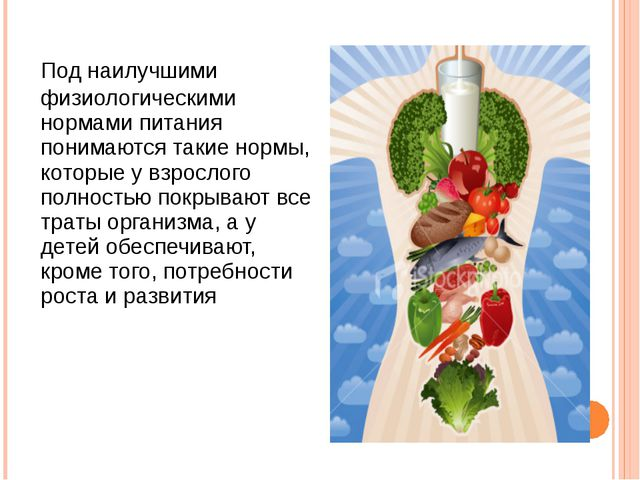 Под наилучшими
физиологическими
нормами питания
понимаются такие нормы,
которые у взрослого
полностью покрывают все
траты организма, а у
детей обеспечивают,
кроме того, потребности
роста и развития
iStockphoto